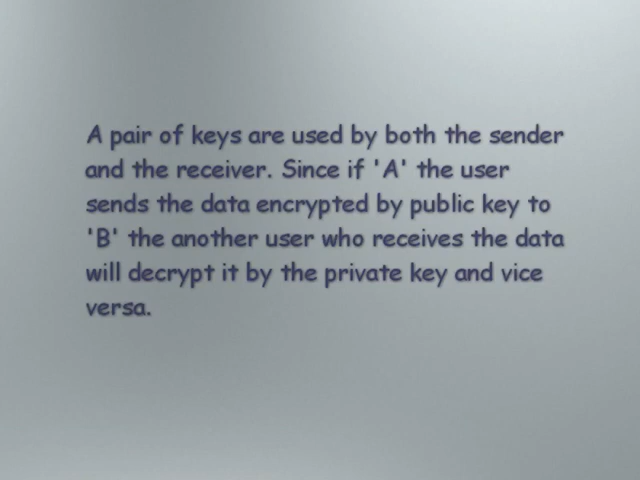 A pair of keys are used by both the sender
and the receiver. Since if 'A' the user
sends the data encrypted by public key to
'B' the another user who receives the data
will decrypt it by the private key and vice
versa.